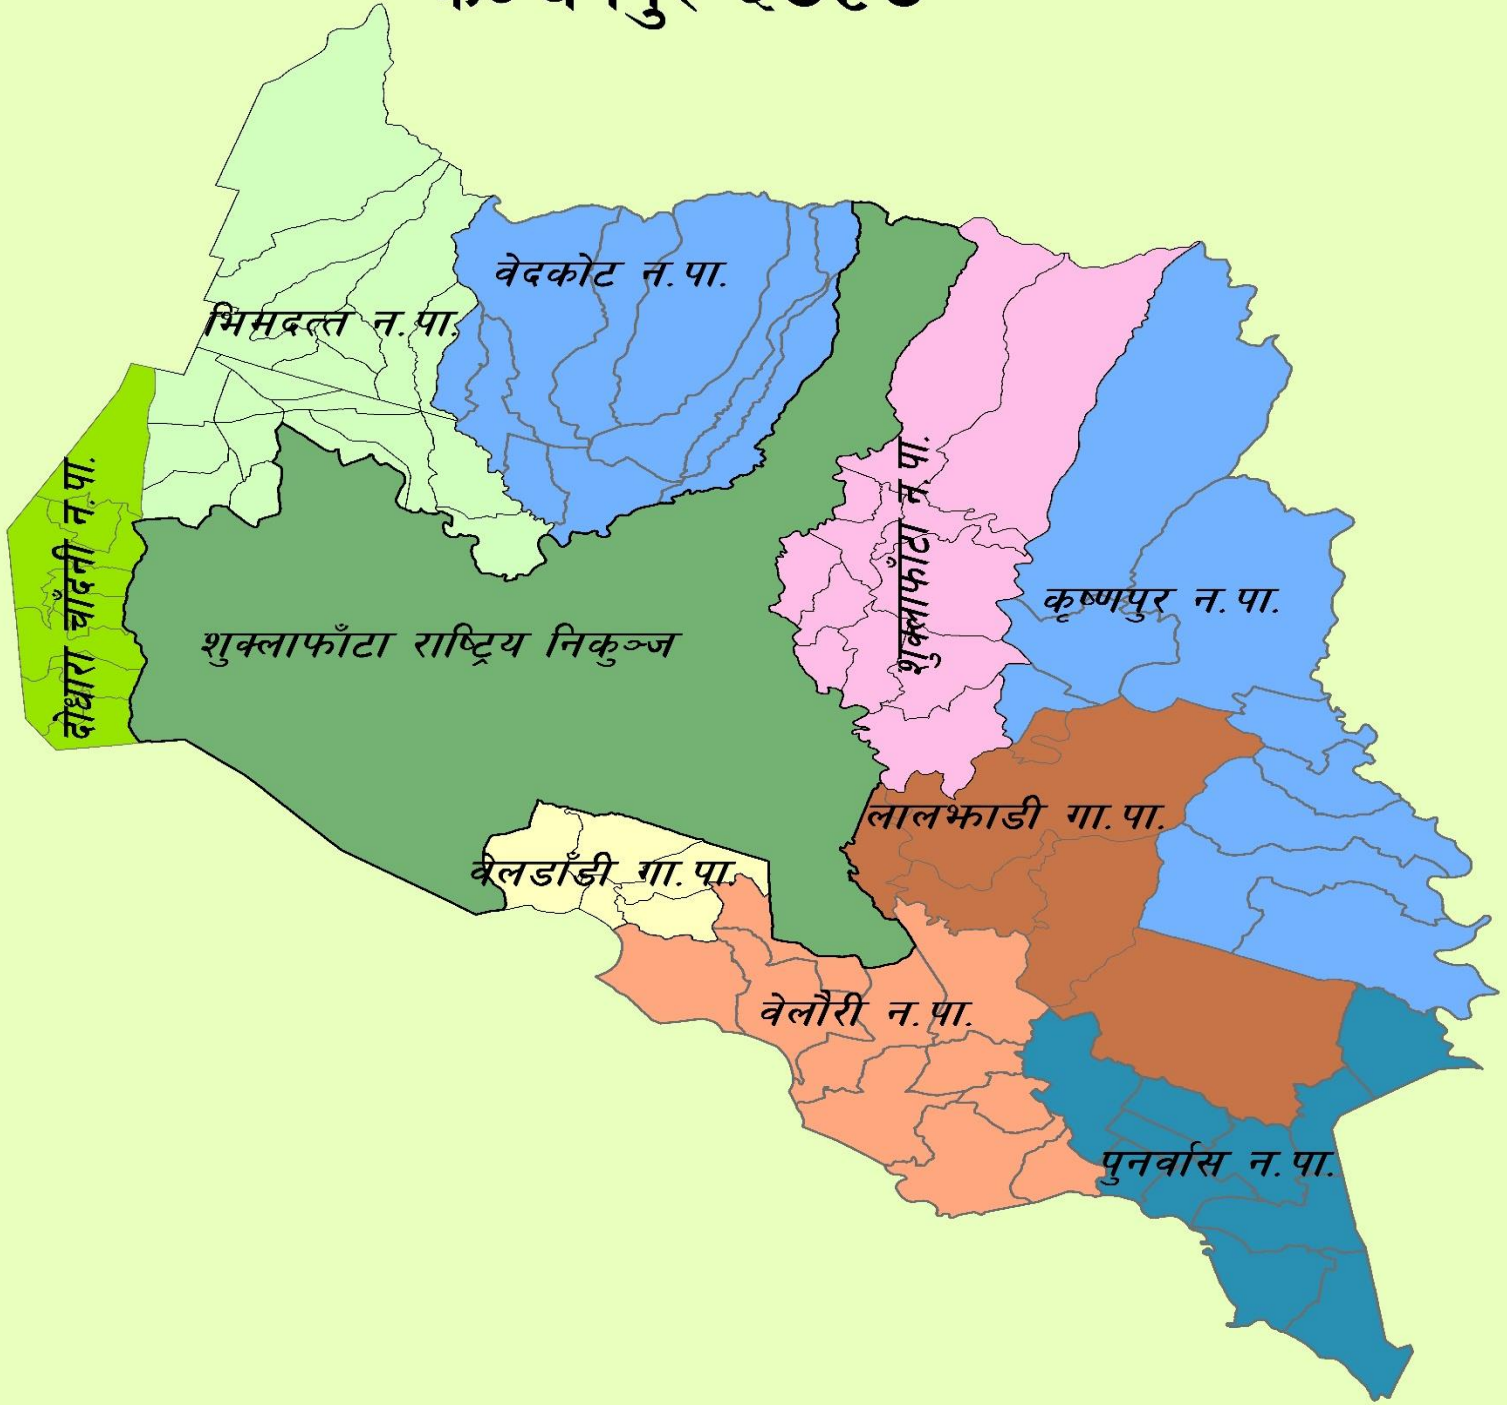 वेदकोट न.पा.
भिमदत्त न.पा.
दोधारा चाँदनी न.पा.
शुक्लाफाँटा न.पा.
कृष्णपुर न.पा.
शुक्लाफाँटा राष्ट्रिय निकुञ्ज
लालझाडी गा.पा.
वेलडाँडी गा.पा.
वेलौरी न.पा.
पुनर्वास न.पा.